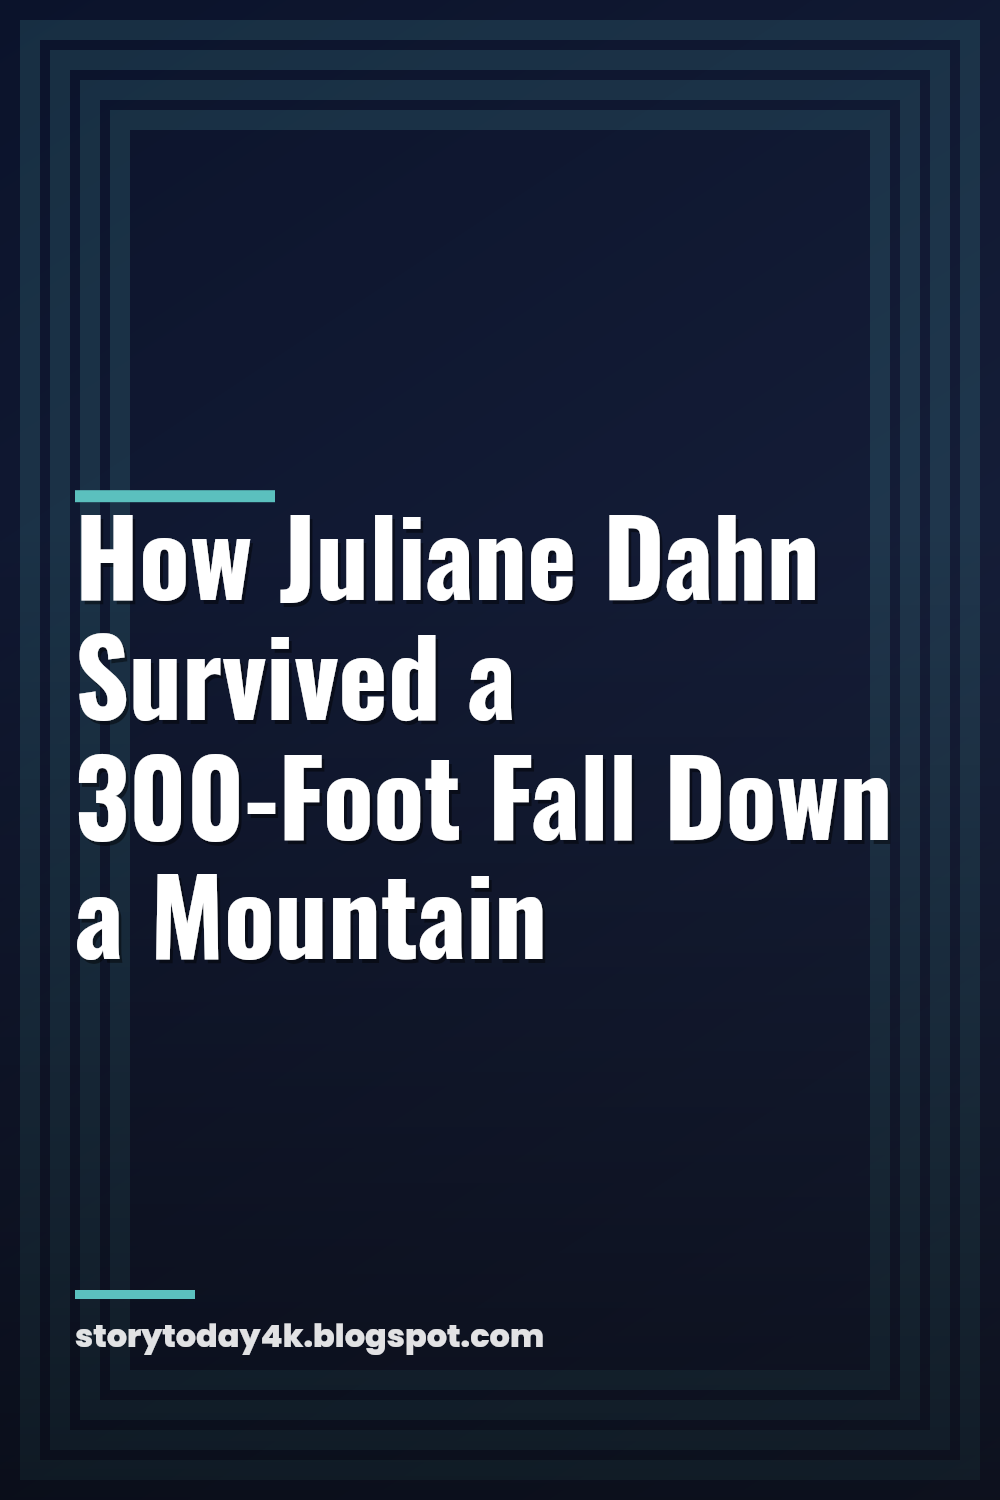 How Juliane Dahn
Survived a
300-Foot Fall Down
a Mountain
storytoday4k.blogspot.com